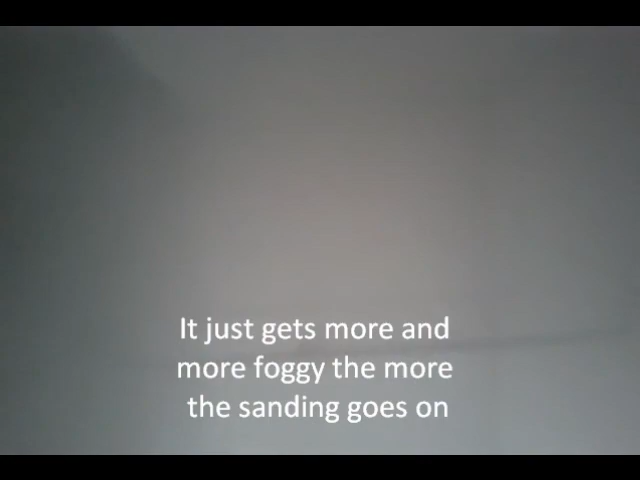 It just gets more and
more foggy the more
the sanding goes on